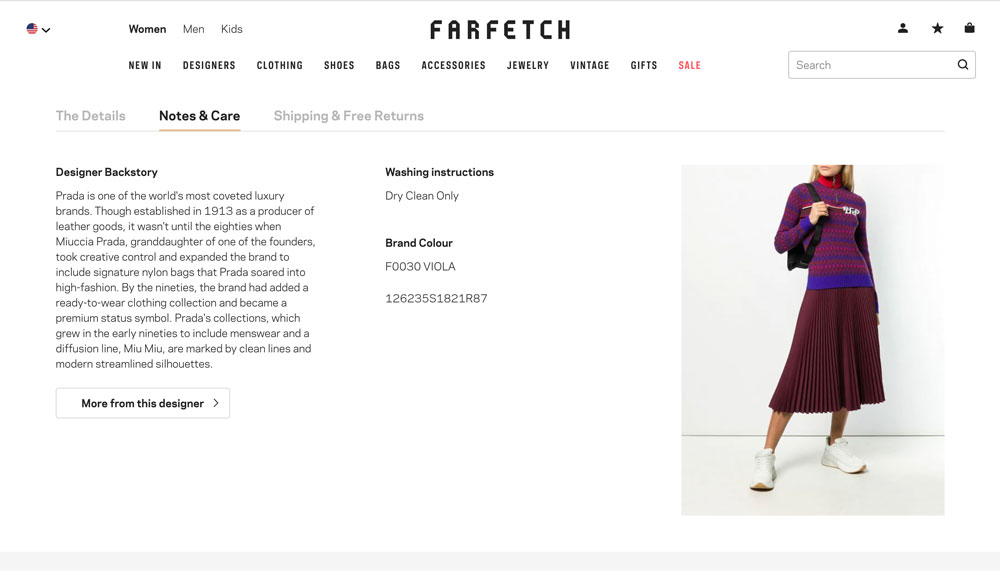 Women Men Kids
FARFETCH
NEW IN DESIGNERS CLOTHING SHOES BAGS ACCESSORIES JEWELRY VINTAGE GIFTS SALE
Search
The Details Notes & Care Shipping & Free Returns
Designer Backstory
Prada is one of the world's most coveted luxury
brands. Though established in 1913 as a producer of
leather goods, it wasn't until the eighties when
Miuccia Prada, granddaughter of one of the founders,
took creative control and expanded the brand to
include signature nylon bags that Prada soared into
high-fashion. By the nineties, the brand had added a
ready-to-wear clothing collection and became a
premium status symbol. Prada's collections, which
grew in the early nineties to include menswear and a
diffusion line, Miu Miu, are marked by clean lines and
modern streamlined silhouettes.
More from this designer
Washing instructions
Dry Clean Only
Brand Colour
F0030 VIOLA
126235S1821R87